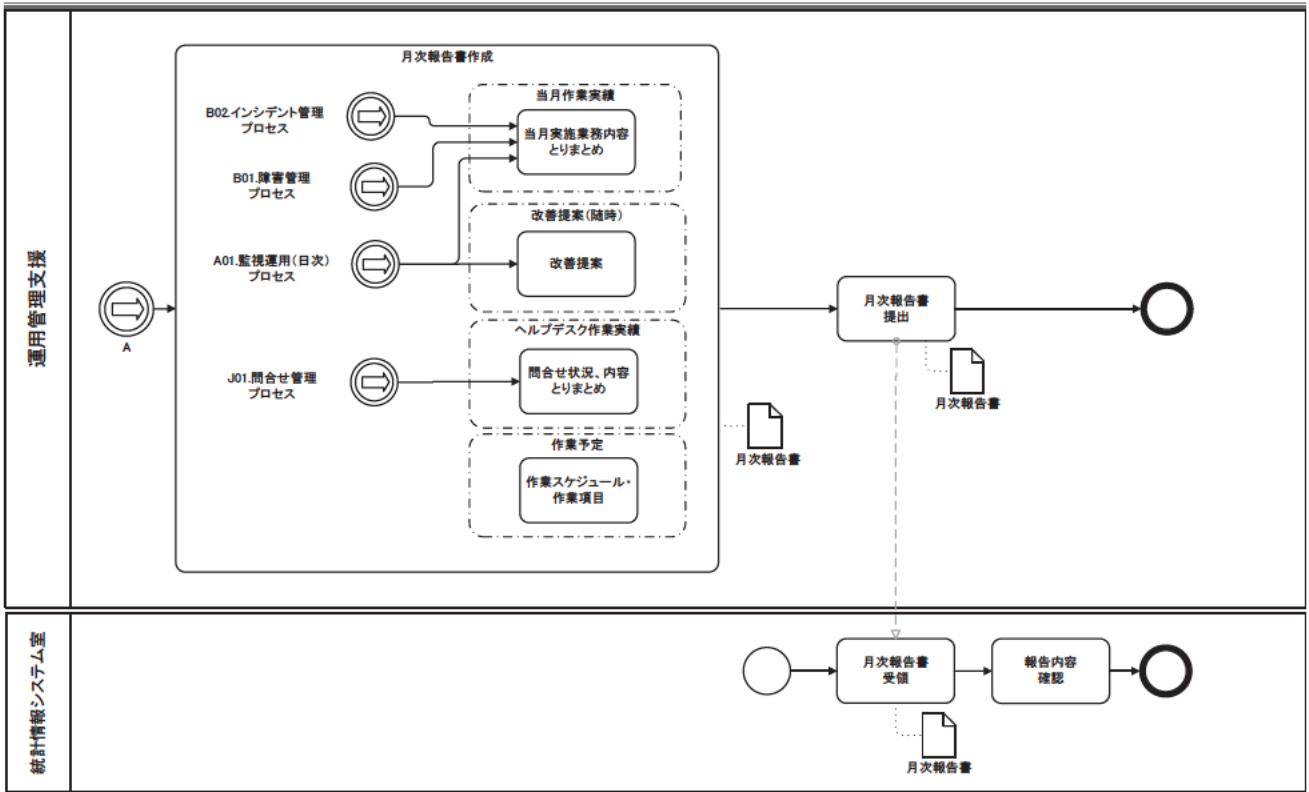 運用管理支援
月次報告書作成
B02.インシデント管理
プロセス
B01.障害管理
プロセス
A01.監視運用(日次)
プロセス
J01.問合せ管理
プロセス
A
当月作業実績
当月実施業務内容
とりまとめ
改善提案(随時)
改善提案
ヘルプデスク作業実績
問合せ状況、内容
とりまとめ
作業予定
作業スケジュール・
作業項目
月次報告書
月次報告書
提出
月次報告書
統計情報システム室
月次報告書
受領
月次報告書
報告内容
確認